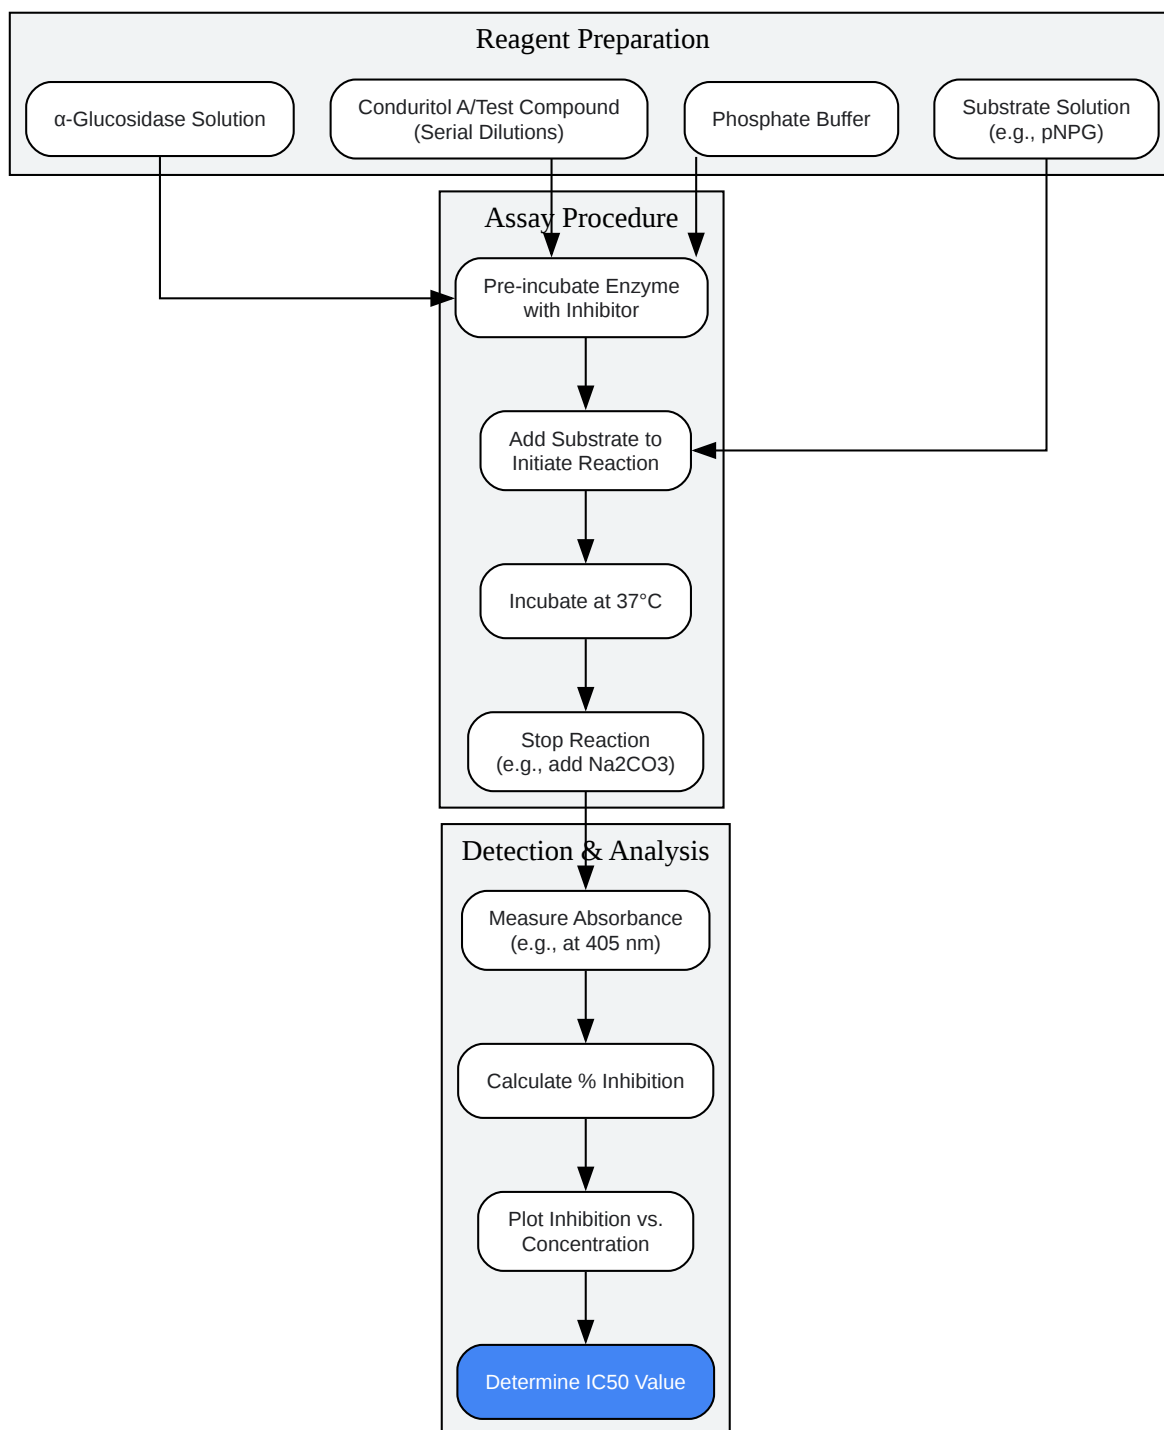 Reagent Preparation
α-Glucosidase Solution
Conduritol A/Test Compound
(Serial Dilutions)
Phosphate Buffer
Substrate Solution
(e.g., pNPG)
Assay Procedure
Pre-incubate Enzyme
with Inhibitor
Add Substrate to
Initiate Reaction
Incubate at 37°C
Stop Reaction
(e.g., add Na2CO3)
Detection & Analysis
Measure Absorbance
(e.g., at 405 nm)
Calculate % Inhibition
Plot Inhibition vs.
Concentration
Determine IC50 Value